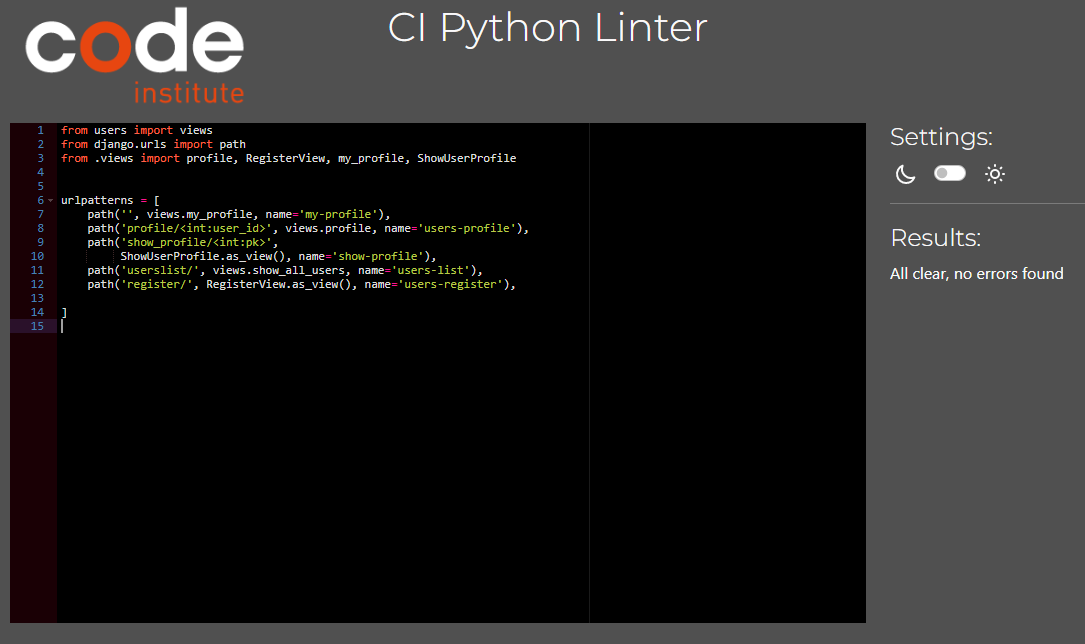 code
institute
CI Python Linter
1 from users import views
2 from django.urls import path
3 from .views import profile, RegisterView, my_profile, ShowUserProfile
4
5
6 urlpatterns = [
7     path('', views.my_profile, name='my-profile'),
8     path('profile/<int:user_id>', views.profile, name='users-profile'),
9     path('show_profile/<int:pk>',
10          ShowUserProfile.as_view(), name='show-profile'),
11     path('userslist/', views.show_all_users, name='users-list'),
12     path('register/', RegisterView.as_view(), name='users-register'),
13
14 ]
15
Settings:
Results:
All clear, no errors found